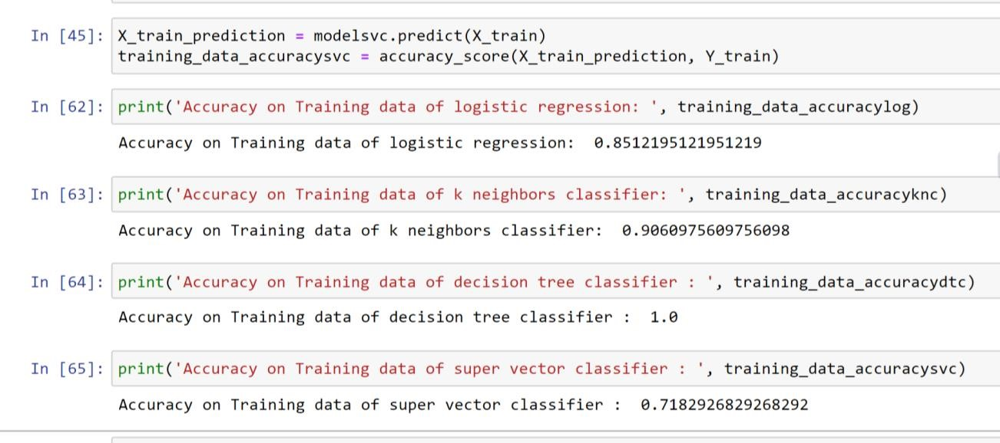 In [45]: X_train_prediction = modelsvc.predict(X_train)
training_data_accuracysvc = accuracy_score(X_train_prediction, Y_train)
In [62]: print('Accuracy on Training data of logistic regression: ', training_data_accuracylog)
Accuracy on Training data of logistic regression:  0.8512195121951219
In [63]: print('Accuracy on Training data of k neighbors classifier: ', training_data_accuracyknc)
Accuracy on Training data of k neighbors classifier:  0.9060975609756098
In [64]: print('Accuracy on Training data of decision tree classifier : ', training_data_accuracydtc)
Accuracy on Training data of decision tree classifier :  1.0
In [65]: print('Accuracy on Training data of super vector classifier : ', training_data_accuracysvc)
Accuracy on Training data of super vector classifier :  0.7182926829268292